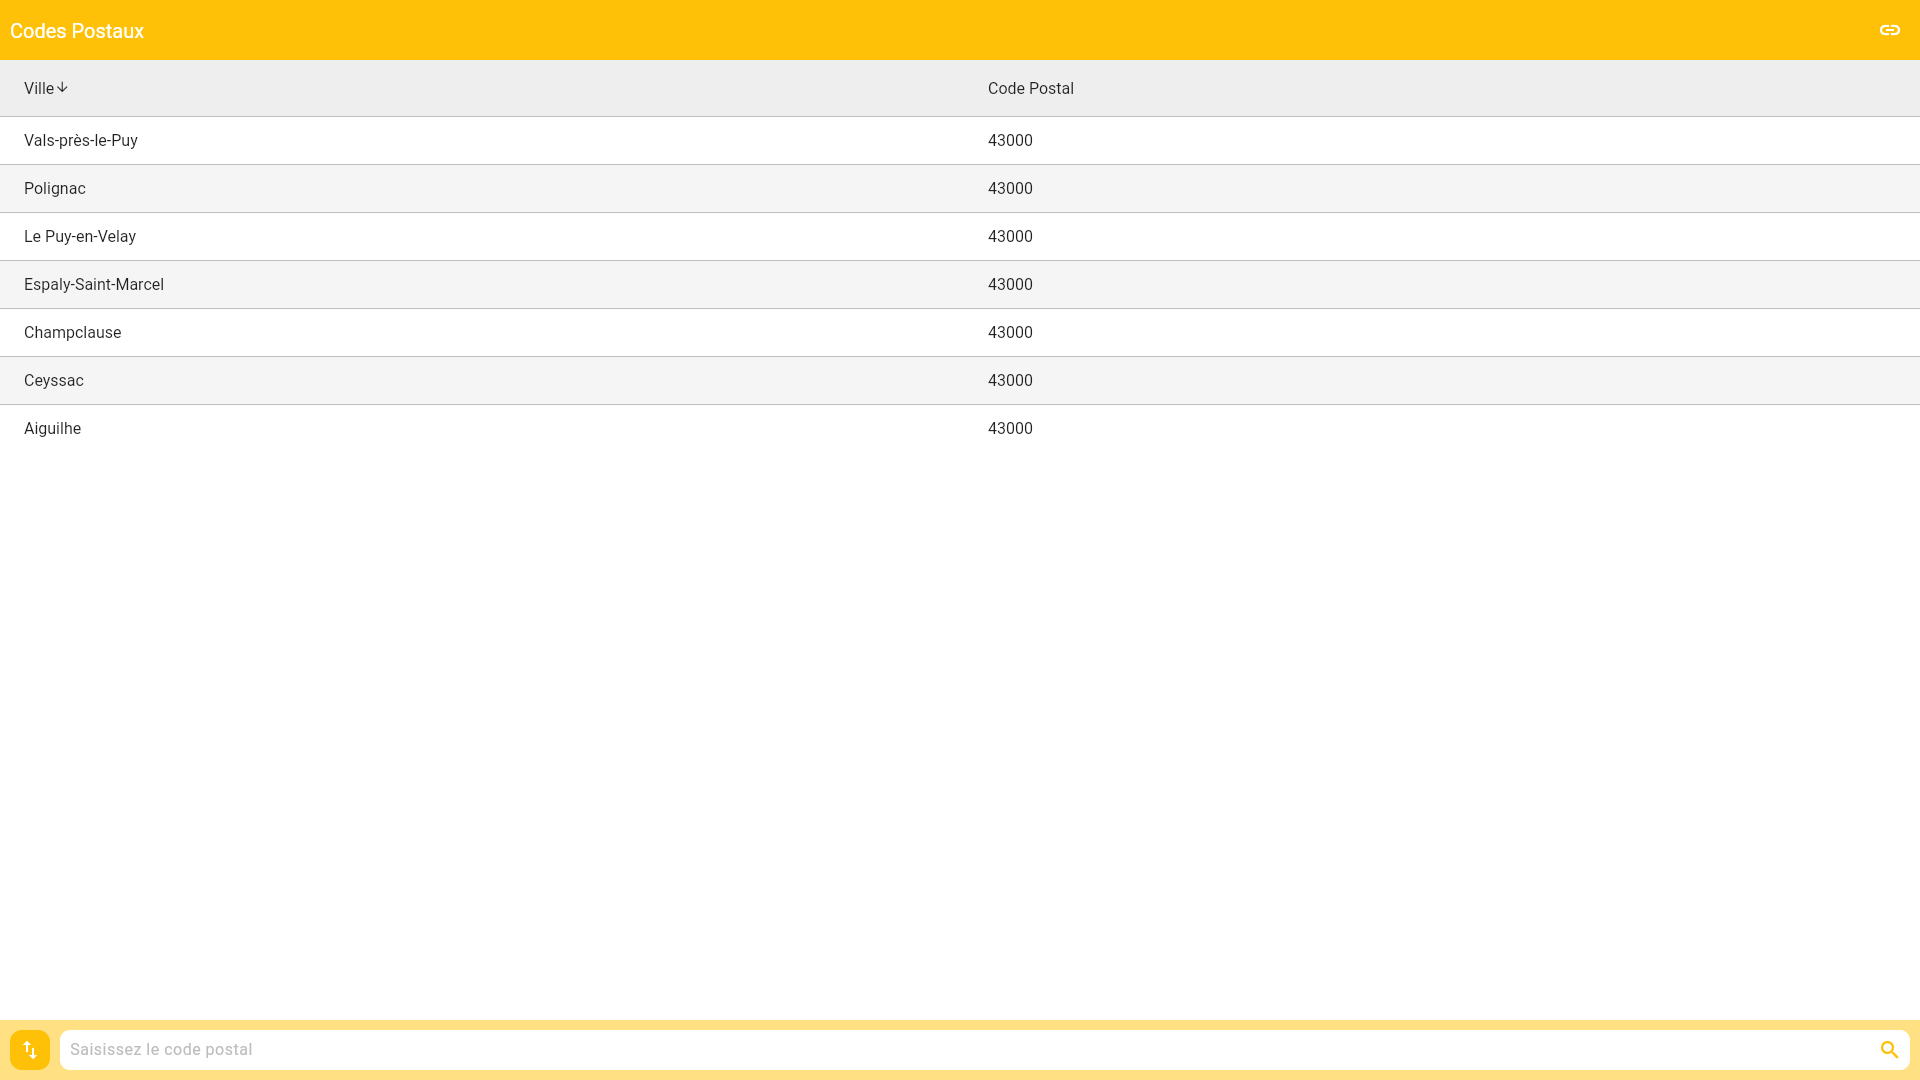 Codes Postaux
Ville Code Postal
Vals-près-le-Puy 43000
Polignac 43000
Le Puy-en-Velay 43000
Espaly-Saint-Marcel 43000
Champclause 43000
Ceyssac 43000
Aiguilhe 43000
Saisissez le code postal